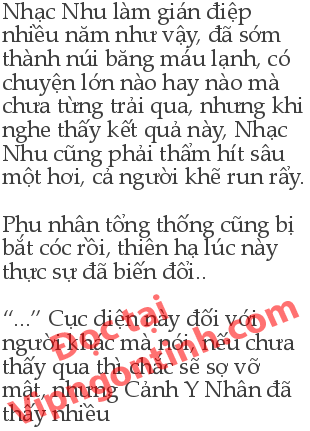 Nhạc Nhu làm gián điệp
nhiều năm như vậy, đã sớm
thành núi băng máu lạnh, có
chuyện lớn nào hay nào mà
chưa từng trải qua, nhưng khi
nghe thấy kết quả này, Nhạc
Nhu cũng phải thầm hít sâu
một hơi, cả người khẽ run rẩy.
Phu nhân tổng thống cũng bị
bắt cóc rồi, thiên hạ lúc này
thực sự đã biến đổi..
“...” Cục diện này đối với
người khác mà nói, nếu chưa
thấy qua thì chắc sẽ sợ vỡ
mật, nhưng Cảnh Y Nhân đã
thấy nhiều
Đọc tại
Vipngontinh.com